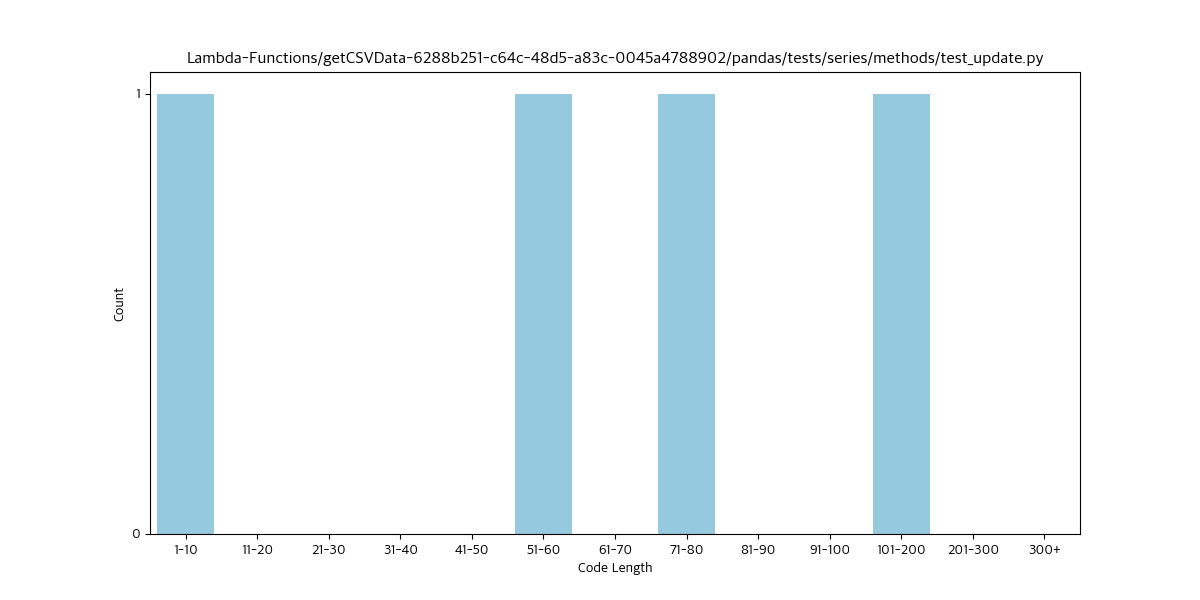 Lambda-Functions/getCSVData-6288b251-c64c-48d5-a83c-0045a4788902/pandas/tests/series/methods/test_update.py
1
Count
0
1-10 11-20 21-30 31-40 41-50 51-60 61-70 71-80 81-90 91-100 101-200 201-300 300+
Code Length